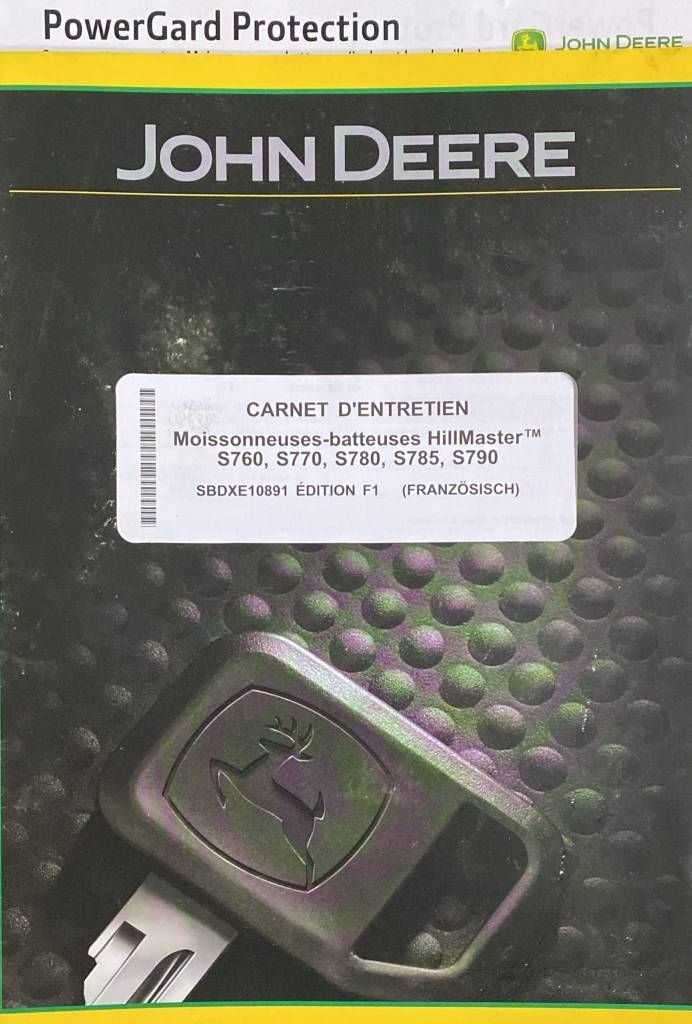 PowerGard Protection
JOHN DEERE
JOHN DEERE
CARNET D'ENTRETIEN
Moissonneuses-batteuses HillMaster™
S760, S770, S780, S785, S790
SBDXE10891 ÉDITION F1 (FRANZÖSISCH)